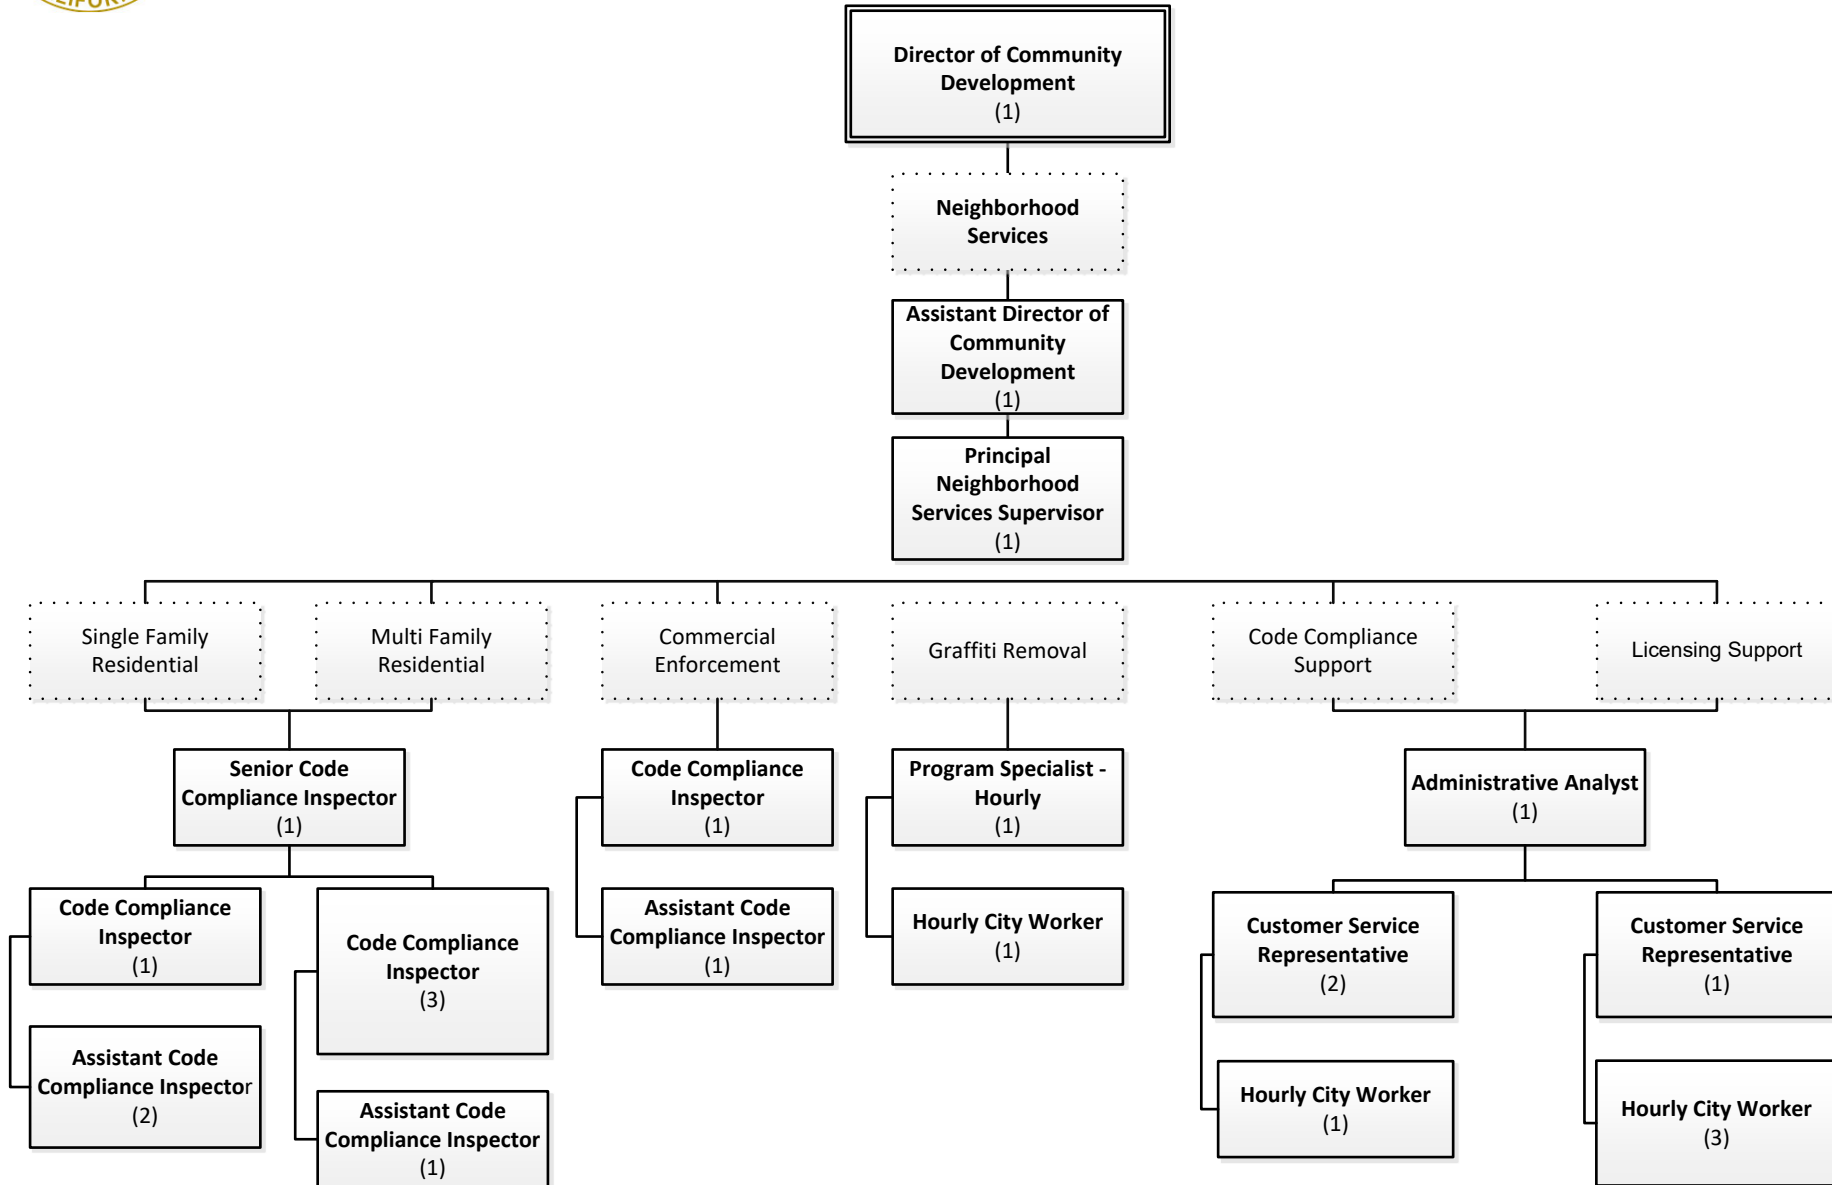 Director of Community
Development
(1)
Neighborhood
Services
Assistant Director of
Community
Development
(1)
Principal
Neighborhood
Services Supervisor
(1)
Single Family
Residential
Multi Family
Residential
Commercial
Enforcement
Graffiti Removal
Code Compliance
Support
Licensing Support
Senior Code
Compliance Inspector
(1)
Code Compliance
Inspector
(1)
Program Specialist -
Hourly
(1)
Administrative Analyst
(1)
Code Compliance
Inspector
(1)
Code Compliance
Inspector
(3)
Assistant Code
Compliance Inspector
(1)
Hourly City Worker
(1)
Customer Service
Representative
(2)
Customer Service
Representative
(1)
Assistant Code
Compliance Inspector
(2)
Assistant Code
Compliance Inspector
(1)
Hourly City Worker
(1)
Hourly City Worker
(3)